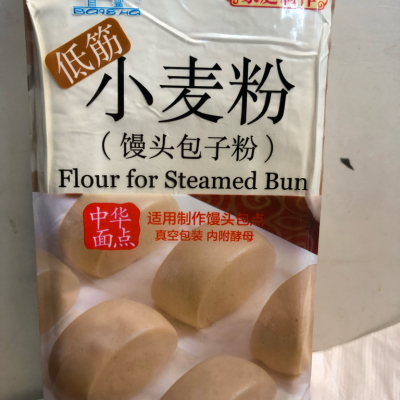 低筋
小麦粉
（馒头包子粉）
Flour for Steamed Bun
中华
面点
适用制作馒头包点
真空包装 内附酵母